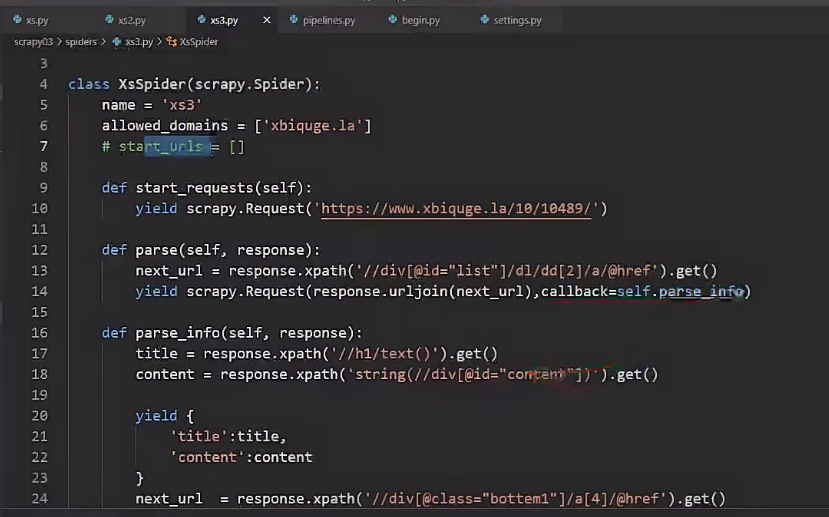 xs.py xs2.py xs3.py × pipelines.py begin.py settings.py
scrapy03 > spiders > xs3.py > XsSpider
3
4 class XsSpider(scrapy.Spider):
5 name = 'xs3'
6 allowed_domains = ['xbiquge.la']
7 # start_urls = []
8
9 def start_requests(self):
10 yield scrapy.Request('https://www.xbiquge.la/10/10489/')
11
12 def parse(self, response):
13 next_url = response.xpath('//div[@id="list"]/dl/dd[2]/a/@href').get()
14 yield scrapy.Request(response.urljoin(next_url),callback=self.parse_info)
15
16 def parse_info(self, response):
17 title = response.xpath('//h1/text()').get()
18 content = response.xpath('string(//div[@id="content"])').get()
19
20 yield {
21 'title':title,
22 'content':content
23 }
24 next_url = response.xpath('//div[@class="bottem1"]/a[4]/@href').get()